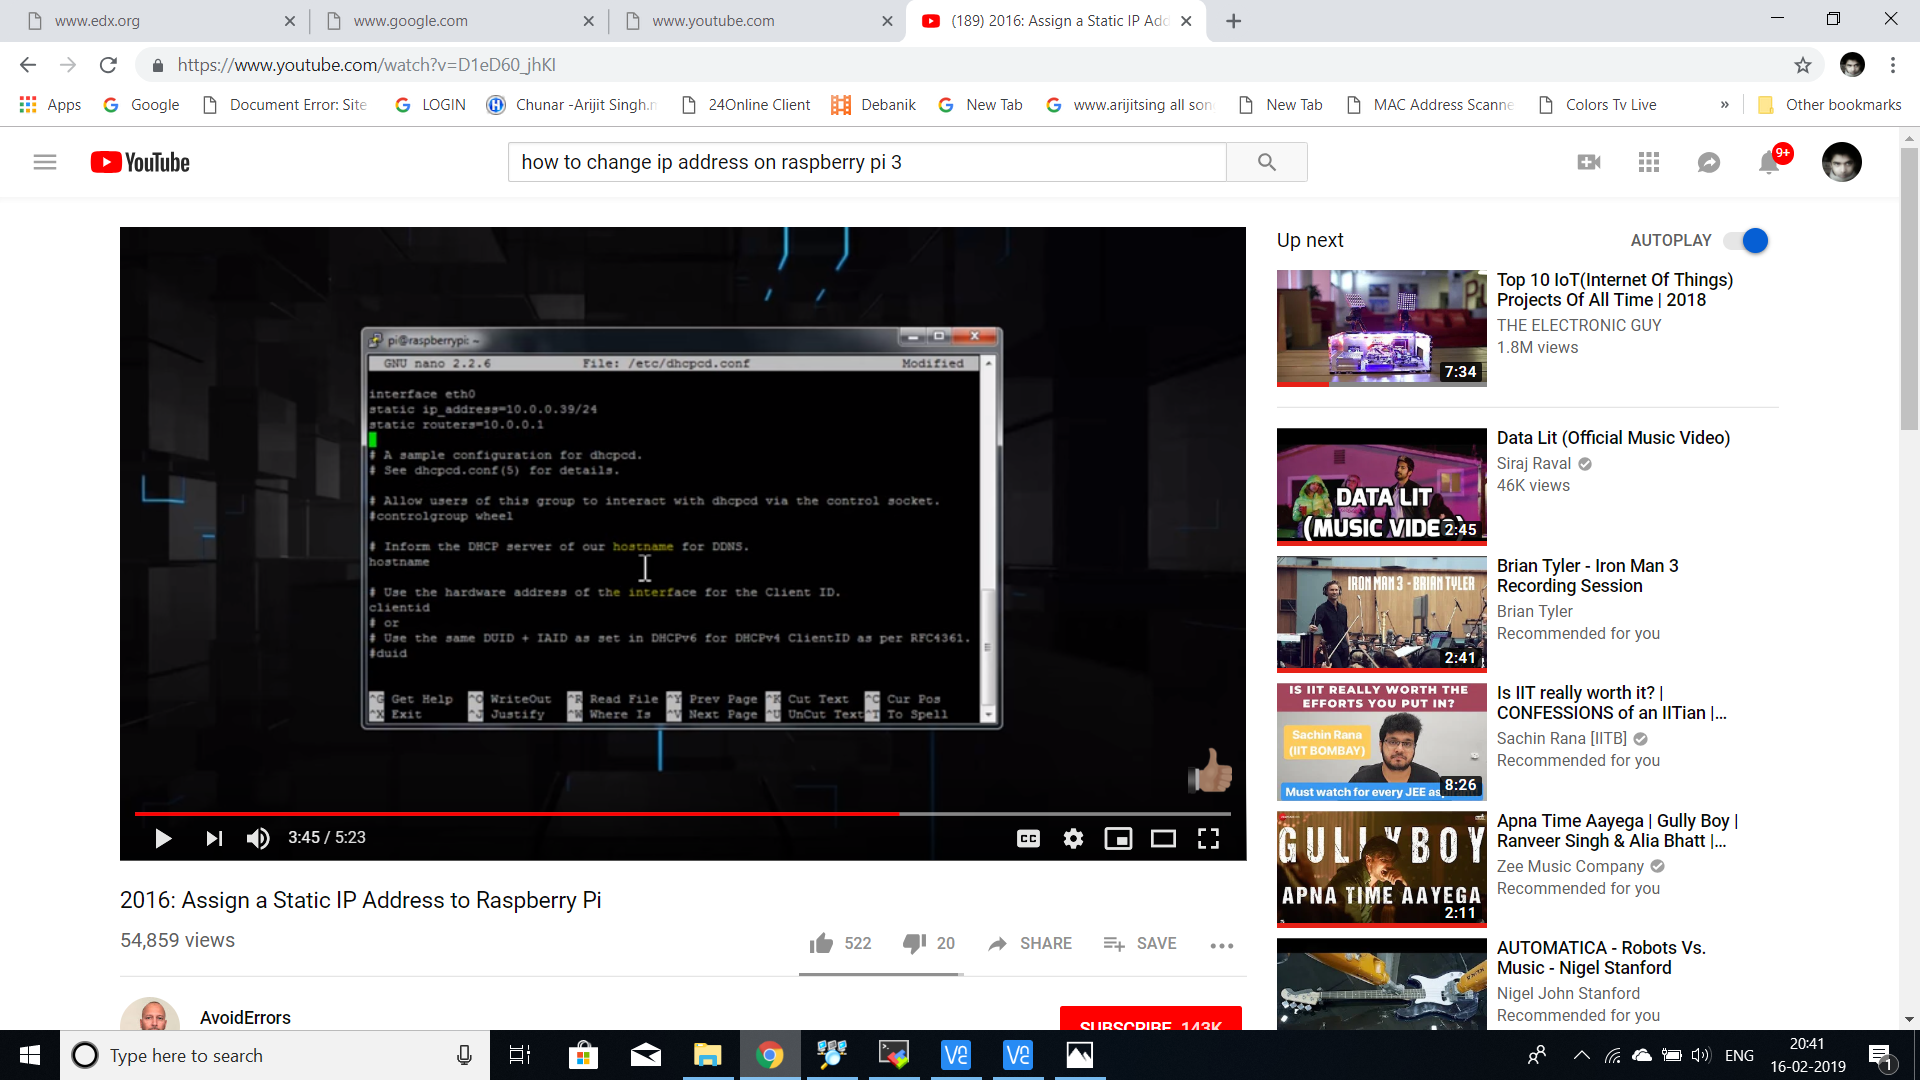 www.edx.org
www.google.com
www.youtube.com
(189) 2016: Assign a Static IP Add
https://www.youtube.com/watch?v=D1eD60_jhKI
Apps
Google
Document Error: Site
LOGIN
Chunar -Arijit Singh.m
24Online Client
Debanik
New Tab
www.arijitsing all son
New Tab
MAC Address Scanne
Colors Tv Live
»
Other bookmarks
YouTube
how to change ip address on raspberry pi 3
9+
pi@raspberrypi: ~
GNU nano 2.2.6 File: /etc/dhcpcd.conf Modified
interface eth0
static ip_address=10.0.0.39/24
static routers=10.0.0.1
# A sample configuration for dhcpcd.
# See dhcpcd.conf(5) for details.
# Allow users of this group to interact with dhcpcd via the control socket.
#controlgroup wheel
# Inform the DHCP server of our hostname for DDNS.
hostname
# Use the hardware address of the interface for the Client ID.
clientid
# or
# Use the same DUID + IAID as set in DHCPv6 for DHCPv4 ClientID as per RFC4361.
#duid
^G Get Help ^O WriteOut ^R Read File ^Y Prev Page ^K Cut Text ^C Cur Pos
^X Exit ^J Justify ^W Where Is ^V Next Page ^U UnCut Text ^T To Spell
3:45 / 5:23
CC
2016: Assign a Static IP Address to Raspberry Pi
54,859 views
522
20
SHARE
SAVE
AvoidErrors
SUBSCRIBE 143K
Up next
AUTOPLAY
7:34
Top 10 IoT(Internet Of Things)
Projects Of All Time | 2018
THE ELECTRONIC GUY
1.8M views
DATA LIT
(MUSIC VIDEO)
2:45
Data Lit (Official Music Video)
Siraj Raval
46K views
IRON MAN 3 - BRIAN TYLER
2:41
Brian Tyler - Iron Man 3
Recording Session
Brian Tyler
Recommended for you
IS IIT REALLY WORTH THE
EFFORTS YOU PUT IN?
Sachin Rana
(IIT BOMBAY)
Must watch for every JEE as
8:26
Is IIT really worth it? |
CONFESSIONS of an IITian |...
Sachin Rana [IITB]
Recommended for you
GULLY BOY
APNA TIME AAYEGA
2:11
Apna Time Aayega | Gully Boy |
Ranveer Singh & Alia Bhatt |...
Zee Music Company
Recommended for you
AUTOMATICA - Robots Vs.
Music - Nigel Stanford
Nigel John Stanford
Recommended for you
Type here to search
ENG
20:41
16-02-2019
1